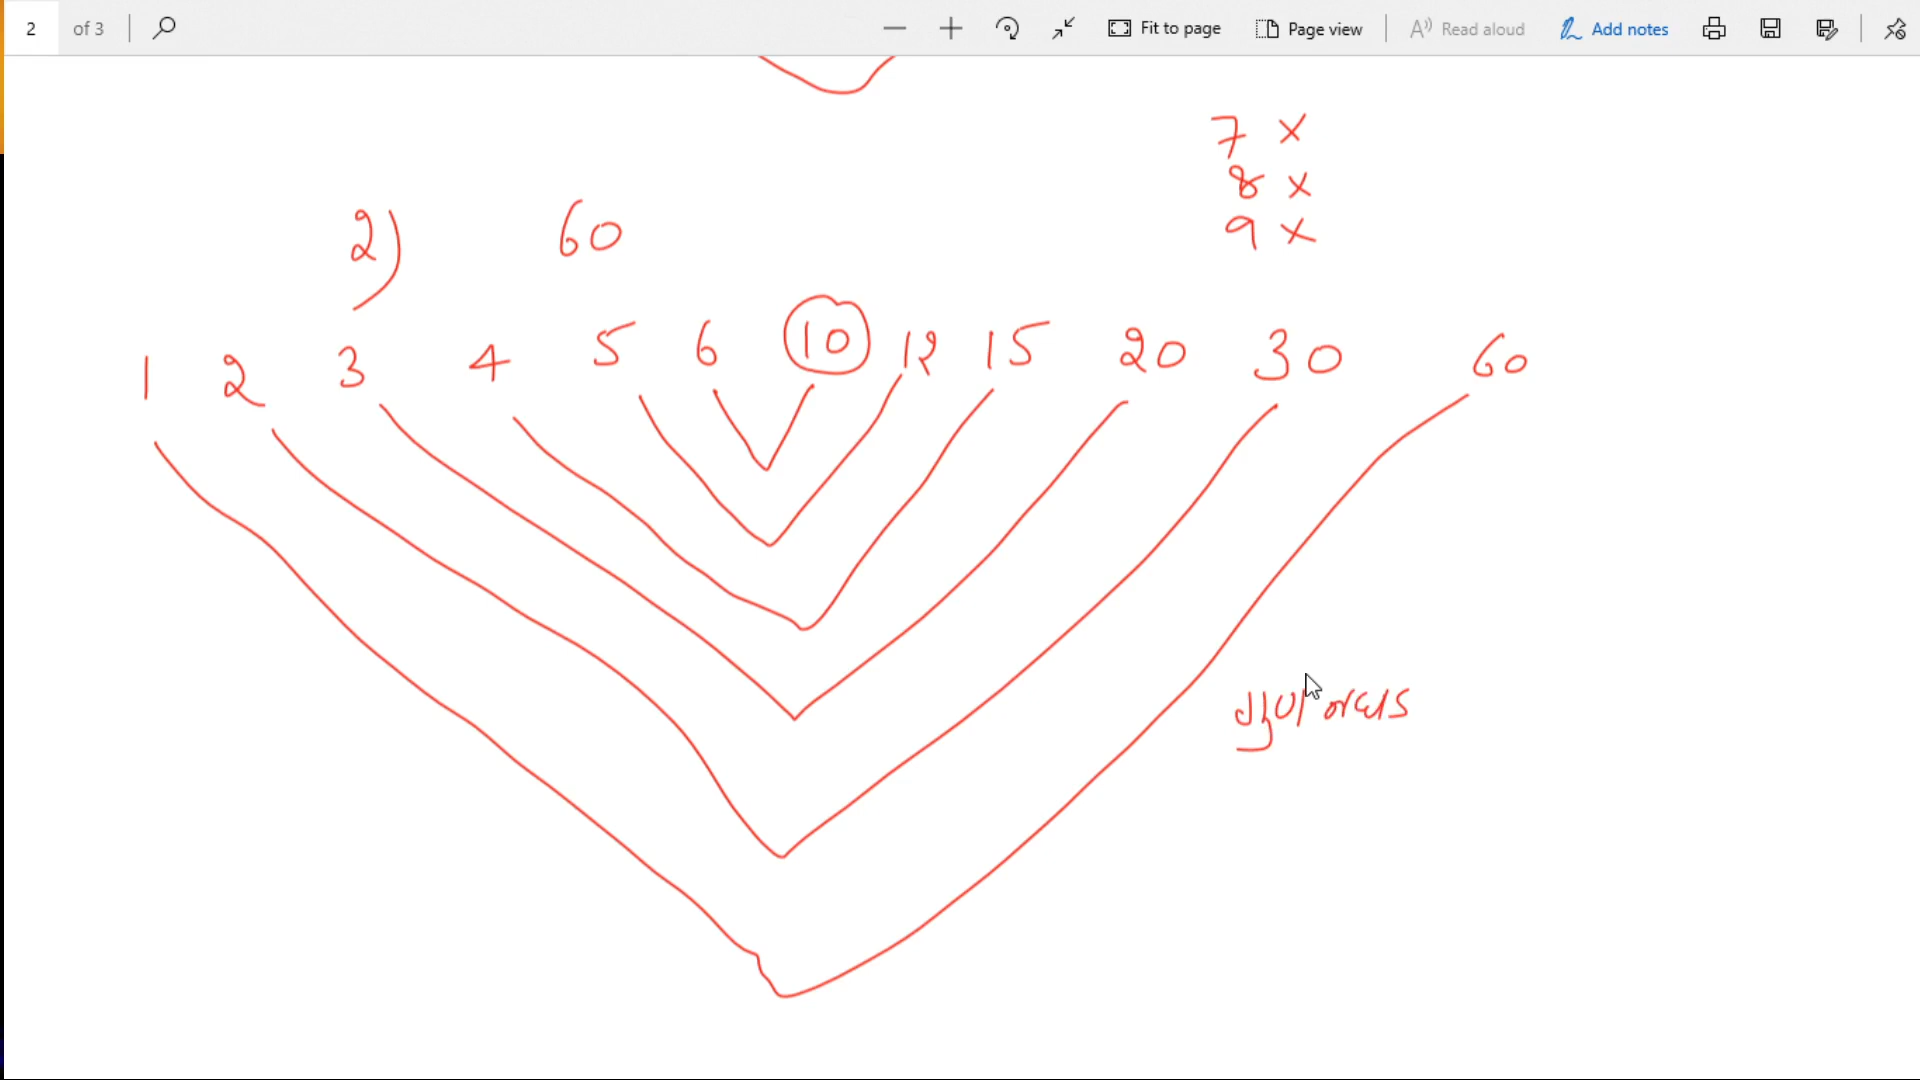 2 of 3 Fit to page Page view Read aloud Add notes
7 ×
8 ×
9 ×
2) 60
1 2 3 4 5 6 10 12 15 20 30 60